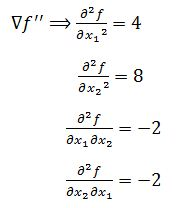 ∇f'' ⟹ ∂²f/∂x₁² = 4
∂²f/∂x₂² = 8
∂²f/∂x₁∂x₂ = −2
∂²f/∂x₂∂x₁ = −2